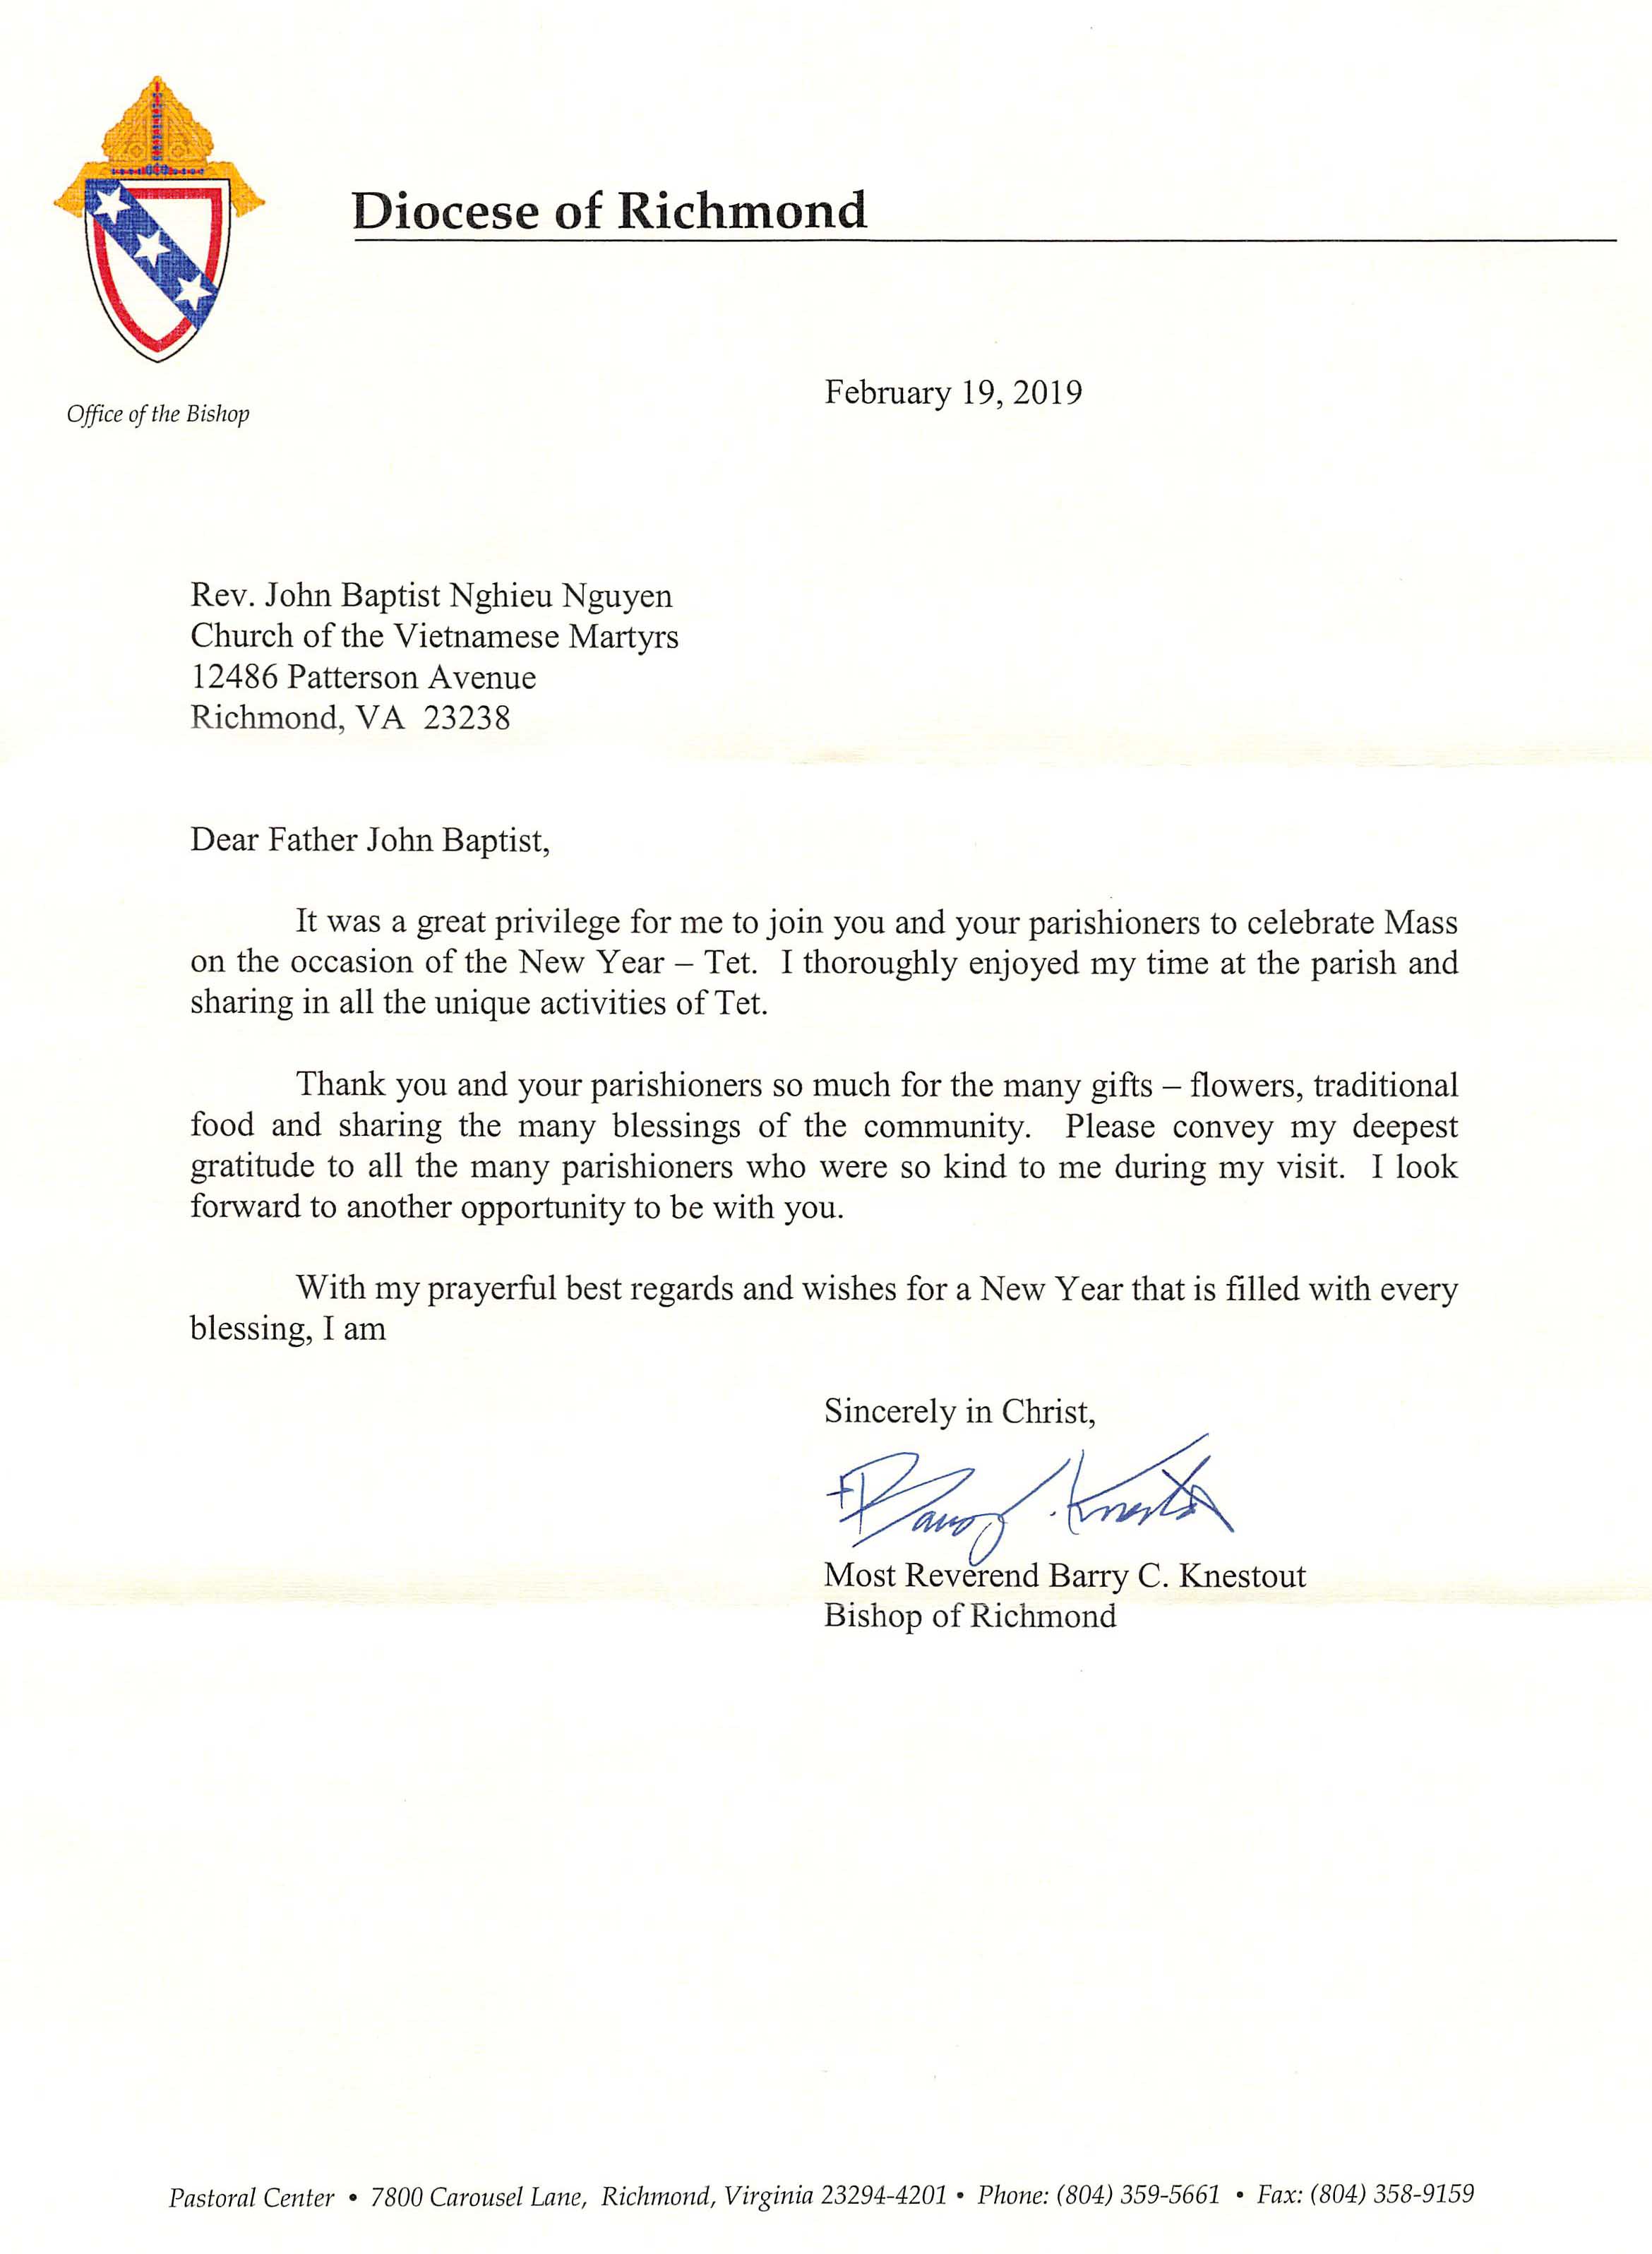 Diocese of Richmond
Office of the Bishop
February 19, 2019
Rev. John Baptist Nghieu Nguyen
Church of the Vietnamese Martyrs
12486 Patterson Avenue
Richmond, VA  23238
Dear Father John Baptist,
It was a great privilege for me to join you and your parishioners to celebrate Mass
on the occasion of the New Year – Tet.  I thoroughly enjoyed my time at the parish and
sharing in all the unique activities of Tet.
Thank you and your parishioners so much for the many gifts – flowers, traditional
food and sharing the many blessings of the community.  Please convey my deepest
gratitude to all the many parishioners who were so kind to me during my visit.  I look
forward to another opportunity to be with you.
With my prayerful best regards and wishes for a New Year that is filled with every
blessing, I am
Sincerely in Christ,
+Barry C. Knestout
Most Reverend Barry C. Knestout
Bishop of Richmond
Pastoral Center • 7800 Carousel Lane, Richmond, Virginia 23294-4201 • Phone: (804) 359-5661 • Fax: (804) 358-9159